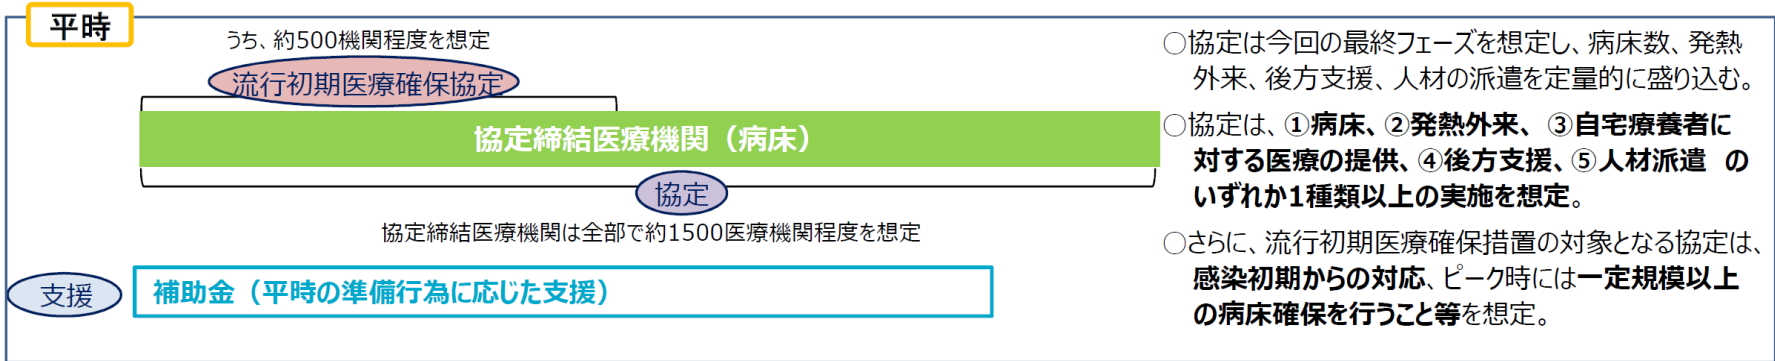 平時
うち、約500機関程度を想定
流行初期医療確保協定
協定締結医療機関（病床）
協定
協定締結医療機関は全部で約1500医療機関程度を想定
支援
補助金（平時の準備行為に応じた支援）
○協定は今回の最終フェーズを想定し、病床数、発熱
外来、後方支援、人材の派遣を定量的に盛り込む。
○協定は、①病床、②発熱外来、③自宅療養者に
対する医療の提供、④後方支援、⑤人材派遣 の
いずれか1種類以上の実施を想定。
○さらに、流行初期医療確保措置の対象となる協定は、
感染初期からの対応、ピーク時には一定規模以上
の病床確保を行うこと等を想定。